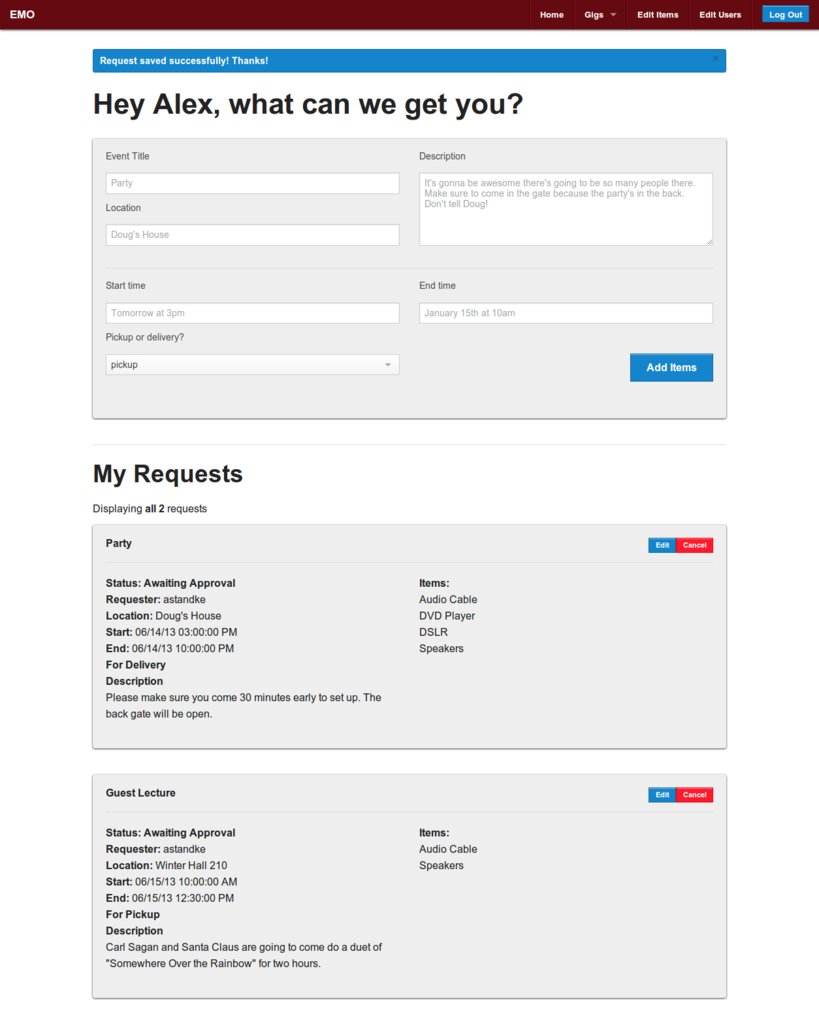 EMO
Home
Gigs
Edit Items
Edit Users
Log Out
Request saved successfully! Thanks!
×
Hey Alex, what can we get you?
Event Title
Party
Location
Doug's House
Description
It's gonna be awesome there's going to be so many people there.
Make sure to come in the gate because the party's in the back.
Don't tell Doug!
Start time
Tomorrow at 3pm
End time
January 15th at 10am
Pickup or delivery?
pickup
Add Items
My Requests
Displaying all 2 requests
Party
Edit
Cancel
Status: Awaiting Approval
Requester: astandke
Location: Doug's House
Start: 06/14/13 03:00:00 PM
End: 06/14/13 10:00:00 PM
For Delivery
Description
Please make sure you come 30 minutes early to set up. The
back gate will be open.
Items:
Audio Cable
DVD Player
DSLR
Speakers
Guest Lecture
Edit
Cancel
Status: Awaiting Approval
Requester: astandke
Location: Winter Hall 210
Start: 06/15/13 10:00:00 AM
End: 06/15/13 12:30:00 PM
For Pickup
Description
Carl Sagan and Santa Claus are going to come do a duet of
"Somewhere Over the Rainbow" for two hours.
Items:
Audio Cable
Speakers